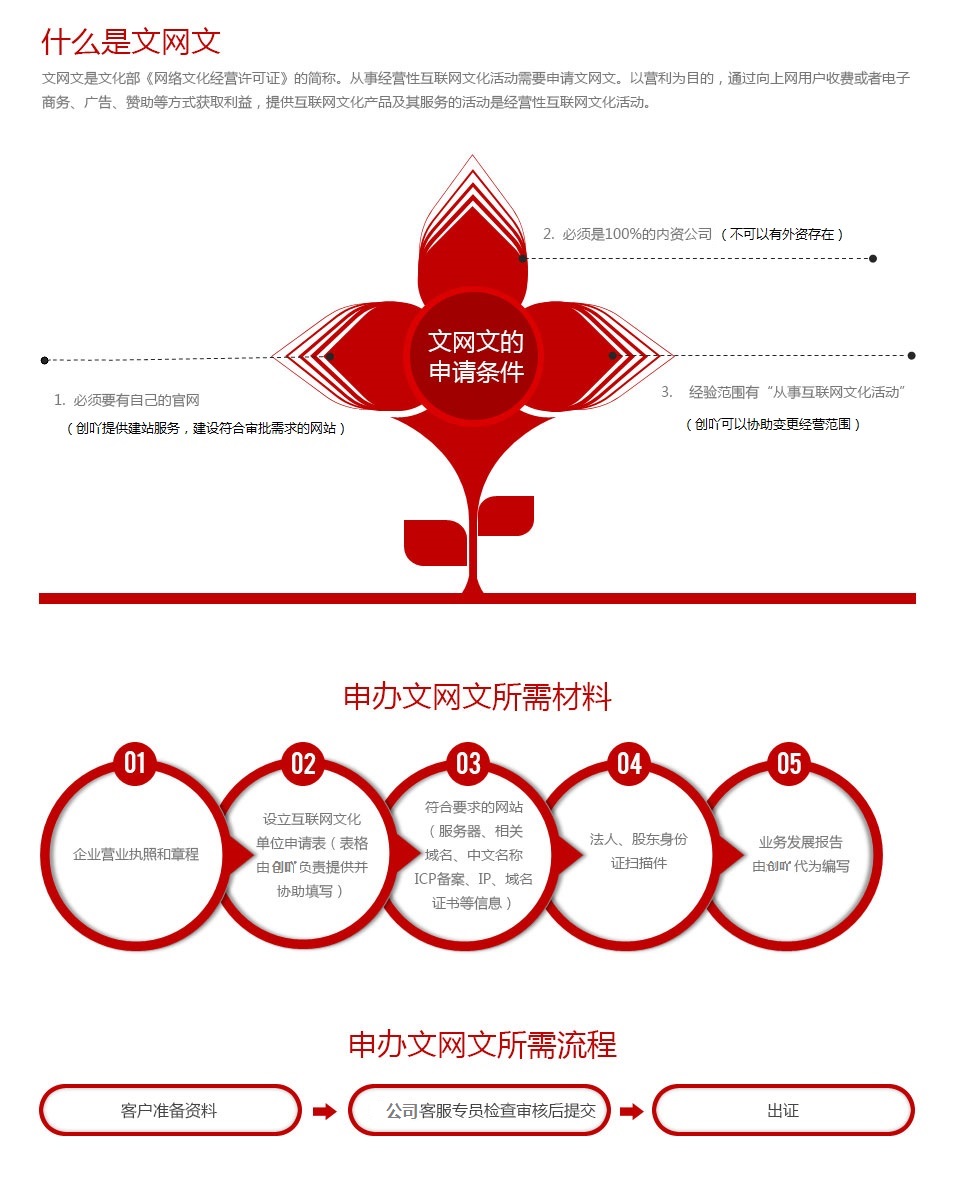 什么是文网文
文网文是文化部《网络文化经营许可证》的简称。从事经营性互联网文化活动需要申请文网文。以营利为目的，通过向上网用户收费或者电子
商务、广告、赞助等方式获取利益，提供互联网文化产品及其服务的活动是经营性互联网文化活动。
2. 必须是100%的内资公司（不可以有外资存在）
文网文的
申请条件
1. 必须要有自己的官网
（创吖提供建站服务，建设符合审批需求的网站）
3. 经验范围有“从事互联网文化活动”
（创吖可以协助变更经营范围）
申办文网文所需材料
01
企业营业执照和章程
02
设立互联网文化
单位申请表（表格
由创吖负责提供并
协助填写）
03
符合要求的网站
（服务器、相关
域名、中文名称
ICP备案、IP、域名
证书等信息）
04
法人、股东身份
证扫描件
05
业务发展报告
由创吖代为编写
申办文网文所需流程
客户准备资料
公司客服专员检查审核后提交
出证